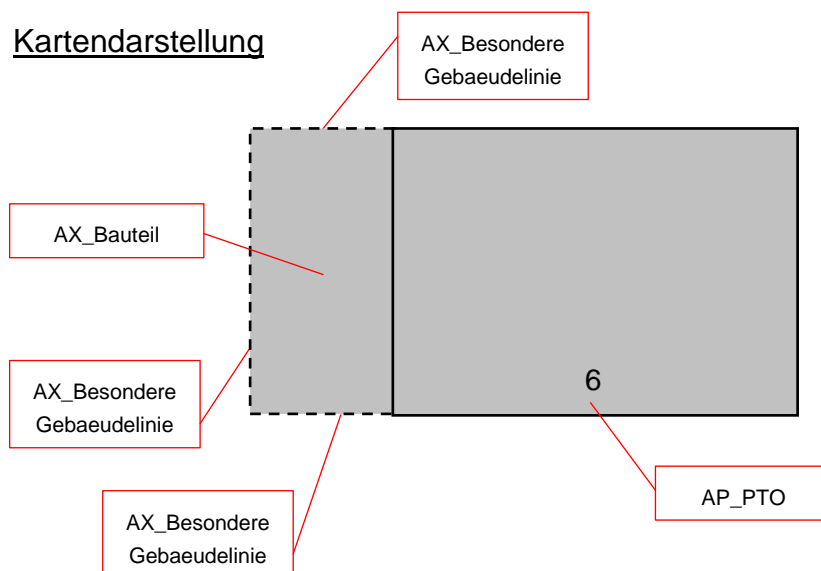 Kartendarstellung
AX_Besondere
Gebaeudelinie
AX_Bauteil
AX_Besondere
Gebaeudelinie
6
AP_PTO
AX_Besondere
Gebaeudelinie